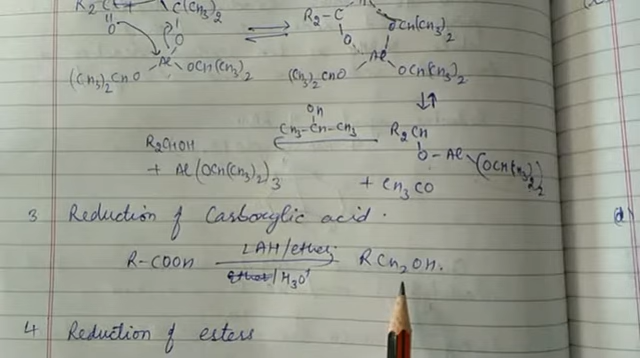 R2 C C(CH3)2
O C O
R2-C OCH(CH3)2
O Al
(CH3)2CHO Al OCH(CH3)2 (CH3)2CHO OCH(CH3)2
OH
CH3-CH-CH3 R2CH
R2CHOH O-Al(OCH(CH3)2)2
+ Al(OCH(CH3)2)3 + CH3CO
3 Reduction of Carboxylic acid.
LAH/ether
R-COOH RCH2OH.
/H3O+
4 Reduction of esters